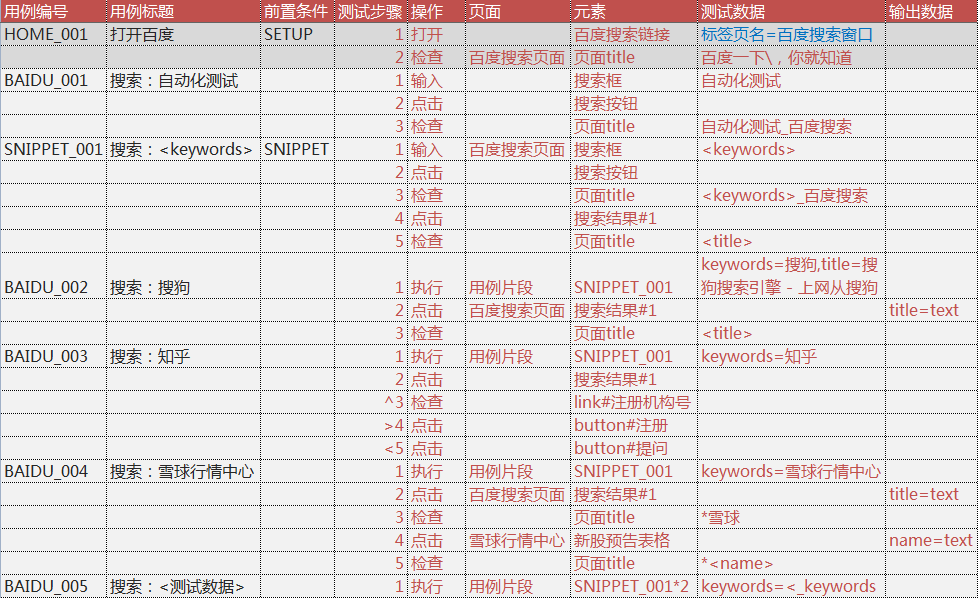 用例编号 用例标题 前置条件 测试步骤 操作 页面 元素 测试数据 输出数据
HOME_001 打开百度 SETUP 1 打开 百度搜索链接 标签页名=百度搜索窗口
2 检查 百度搜索页面 页面title 百度一下\，你就知道
BAIDU_001 搜索：自动化测试 1 输入 搜索框 自动化测试
2 点击 搜索按钮
3 检查 页面title 自动化测试_百度搜索
SNIPPET_001 搜索：<keywords> SNIPPET 1 输入 百度搜索页面 搜索框 <keywords>
2 点击 搜索按钮
3 检查 页面title <keywords>_百度搜索
4 点击 搜索结果#1
5 检查 页面title <title>
keywords=搜狗,title=搜
BAIDU_002 搜索：搜狗 1 执行 用例片段 SNIPPET_001 狗搜索引擎 - 上网从搜狗
2 点击 百度搜索页面 搜索结果#1 title=text
3 检查 页面title <title>
BAIDU_003 搜索：知乎 1 执行 用例片段 SNIPPET_001 keywords=知乎
2 点击 搜索结果#1
^3 检查 link#注册机构号
>4 点击 button#注册
<5 点击 button#提问
BAIDU_004 搜索：雪球行情中心 1 执行 用例片段 SNIPPET_001 keywords=雪球行情中心
2 点击 百度搜索页面 搜索结果#1 title=text
3 检查 页面title *雪球
4 点击 雪球行情中心 新股预告表格 name=text
5 检查 页面title *<name>
BAIDU_005 搜索：<测试数据> 1 执行 用例片段 SNIPPET_001*2 keywords=<_keywords